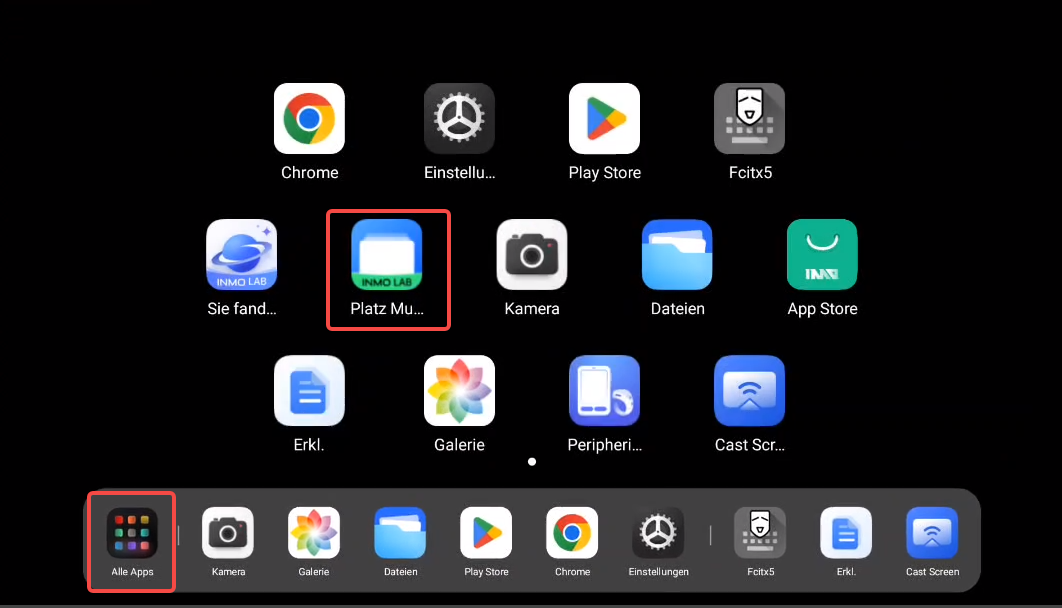 Chrome
Einstellu...
Play Store
Fcitx5
INMO LAB
INMO LAB
INMO
Sie fand...
Platz Mu...
Kamera
Dateien
App Store
Erkl.
Galerie
Peripheri...
Cast Scr...
Alle Apps
Kamera
Galerie
Dateien
Play Store
Chrome
Einstellungen
Fcitx5
Erkl.
Cast Screen